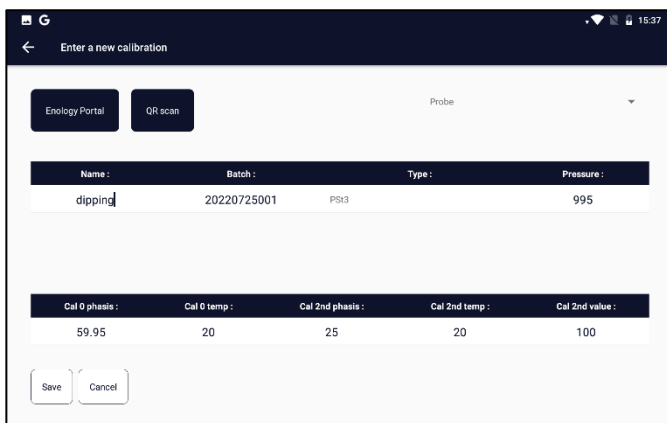 G 15:37
Enter a new calibration
Enology Portal QR scan Probe
Name : Batch : Type : Pressure :
dipping 20220725001 PSt3 995
Cal 0 phasis : Cal 0 temp : Cal 2nd phasis : Cal 2nd temp : Cal 2nd value :
59.95 20 25 20 100
Save Cancel